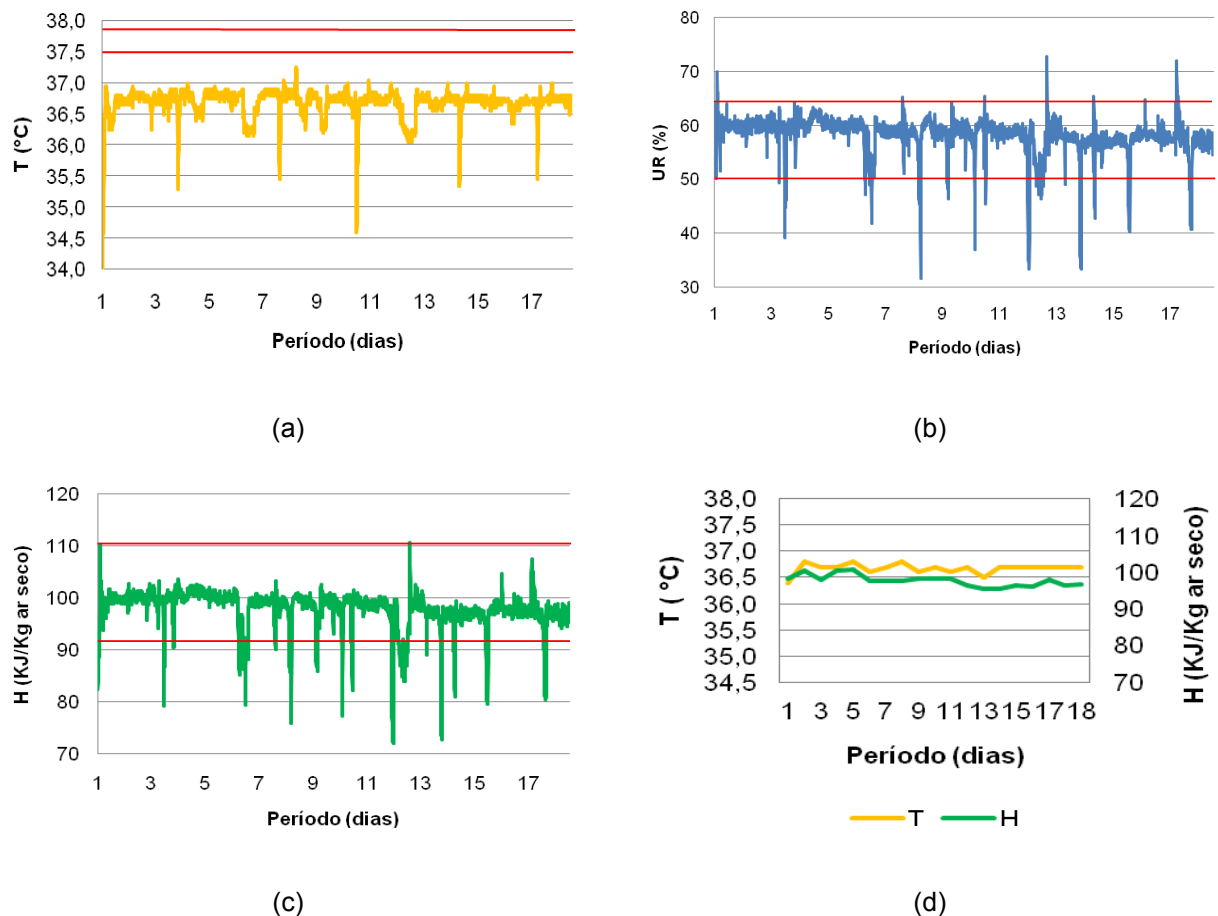 38,0
37,5
37,0
36,5
36,0
35,5
35,0
34,5
34,0
T (°C)
1 3 5 7 9 11 13 15 17
Período (dias)
(a)
80
70
60
50
40
30
UR (%)
1 3 5 7 9 11 13 15 17
Período (dias)
(b)
120
110
100
90
80
70
H (KJ/Kg ar seco)
1 3 5 7 9 11 13 15 17
Período (dias)
(c)
38,0
37,5
37,0
36,5
36,0
35,5
35,0
34,5
T ( °C)
120
110
100
90
80
70
H (KJ/Kg ar seco)
1 3 5 7 9 11 13 15 17 18
Período (dias)
T H
(d)